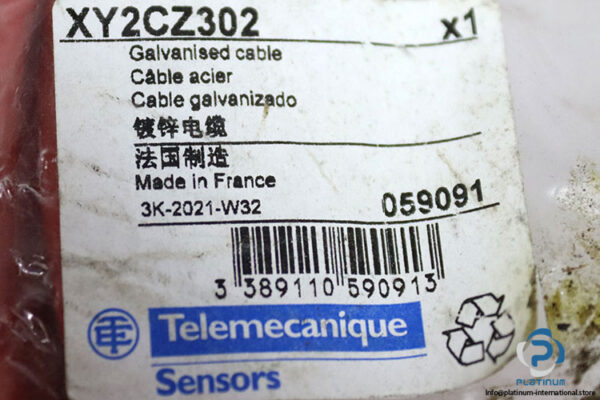 XY2CZ302 x1
Galvanised cable
Câble acier
Cable galvanizado
镀锌电缆
法国制造
Made in France
3K-2021-W32 059091
3 389110 590913
Telemecanique
Sensors
PLATINUM
Info@platinum-international.store